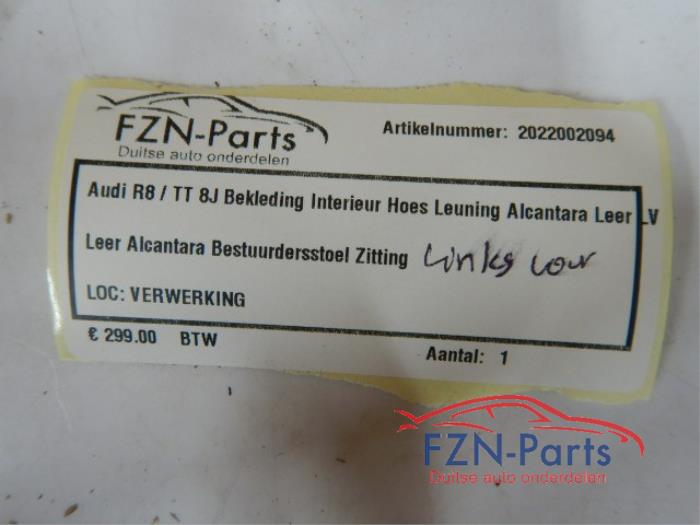 FZN-Parts
Duitse auto onderdelen
Artikelnummer: 2022002094
Audi R8 / TT 8J Bekleding Interieur Hoes Leuning Alcantara Leer LV
Leer Alcantara Bestuurdersstoel Zitting Links
LOC: VERWERKING
€ 299.00 BTW
Aantal: 1
FZN-Parts
Duitse auto onderdelen